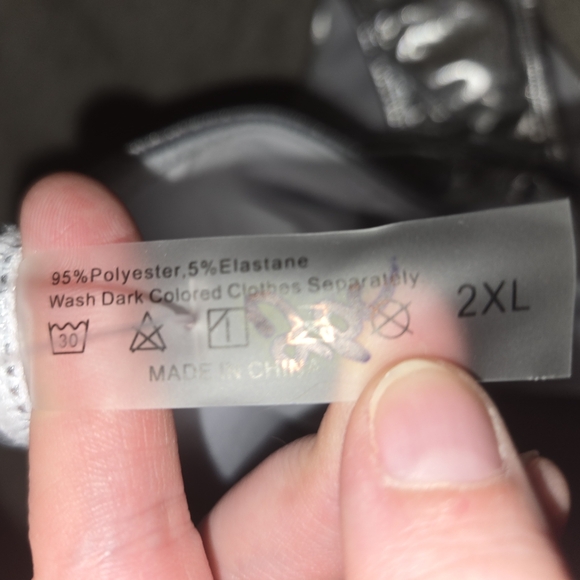 95%Polyester,5%Elastane
Wash Dark Colored Clothes Separately
2XL
30
MADE IN CHINA